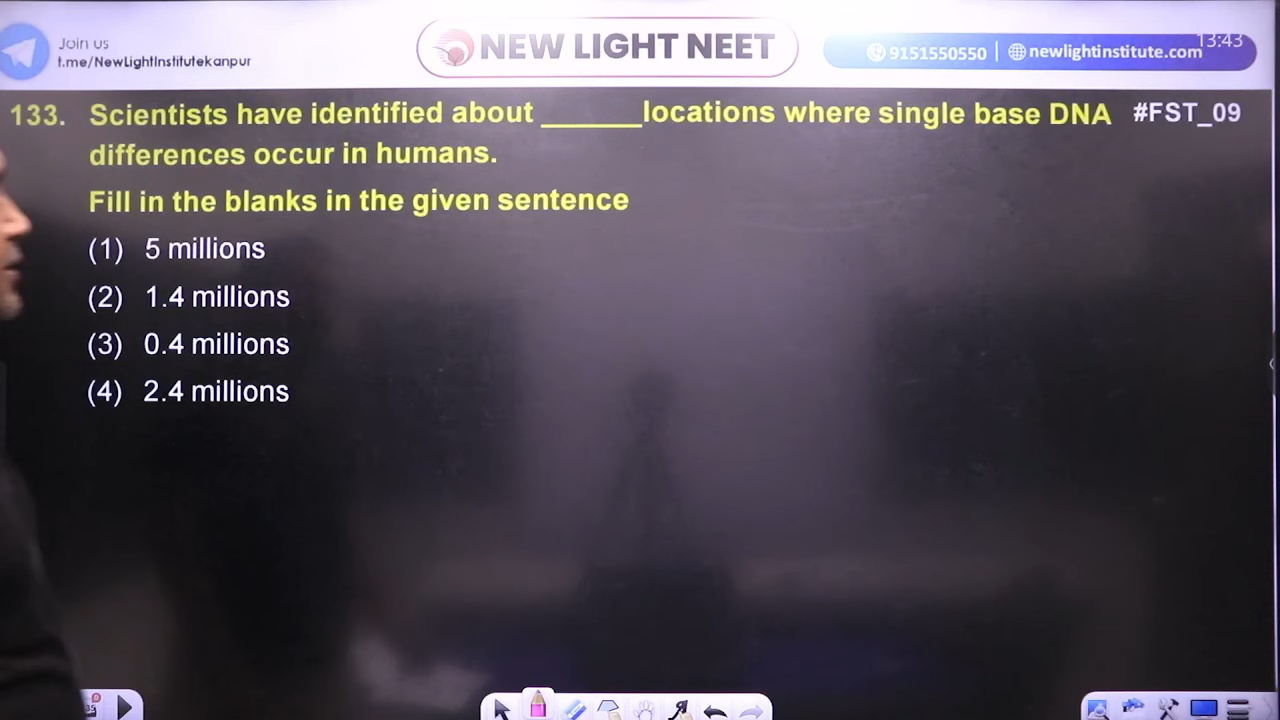 Join us
t.me/NewLightInstitutekanpur
NEW LIGHT NEET
9151550550 | newlightinstitute.com
13:43
133. Scientists have identified about ______locations where single base DNA #FST_09
differences occur in humans.
Fill in the blanks in the given sentence
(1) 5 millions
(2) 1.4 millions
(3) 0.4 millions
(4) 2.4 millions